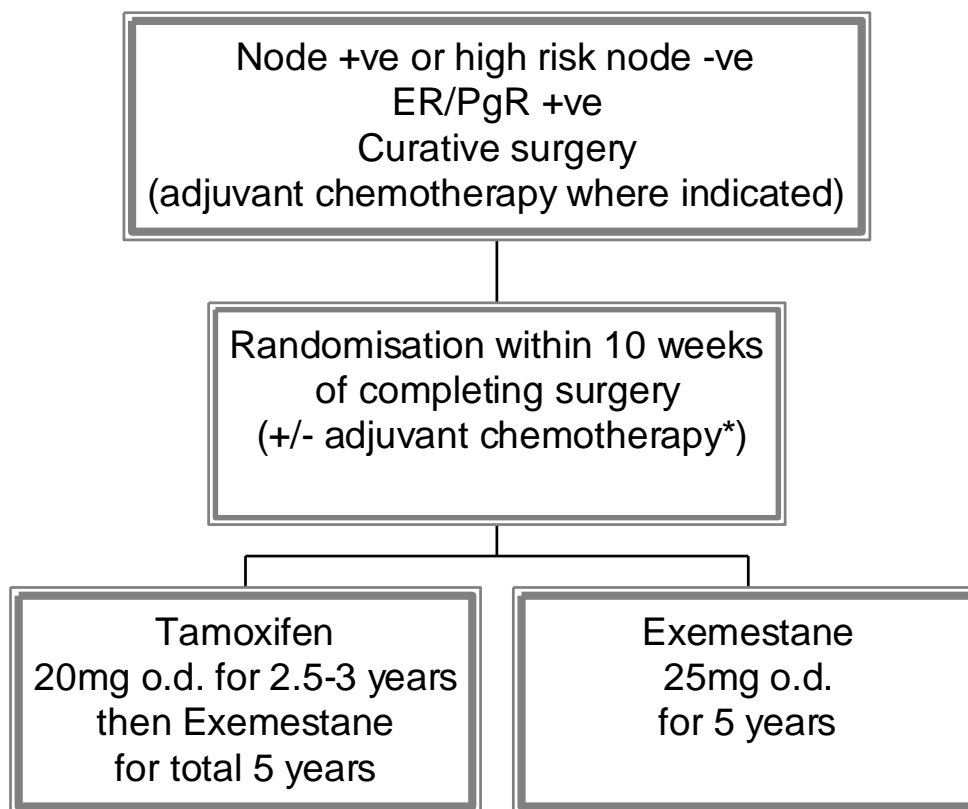 Node +ve or high risk node -ve
ER/PgR +ve
Curative surgery
(adjuvant chemotherapy where indicated)
Randomisation within 10 weeks
of completing surgery
(+/- adjuvant chemotherapy*)
Tamoxifen
20mg o.d. for 2.5-3 years
then Exemestane
for total 5 years
Exemestane
25mg o.d.
for 5 years